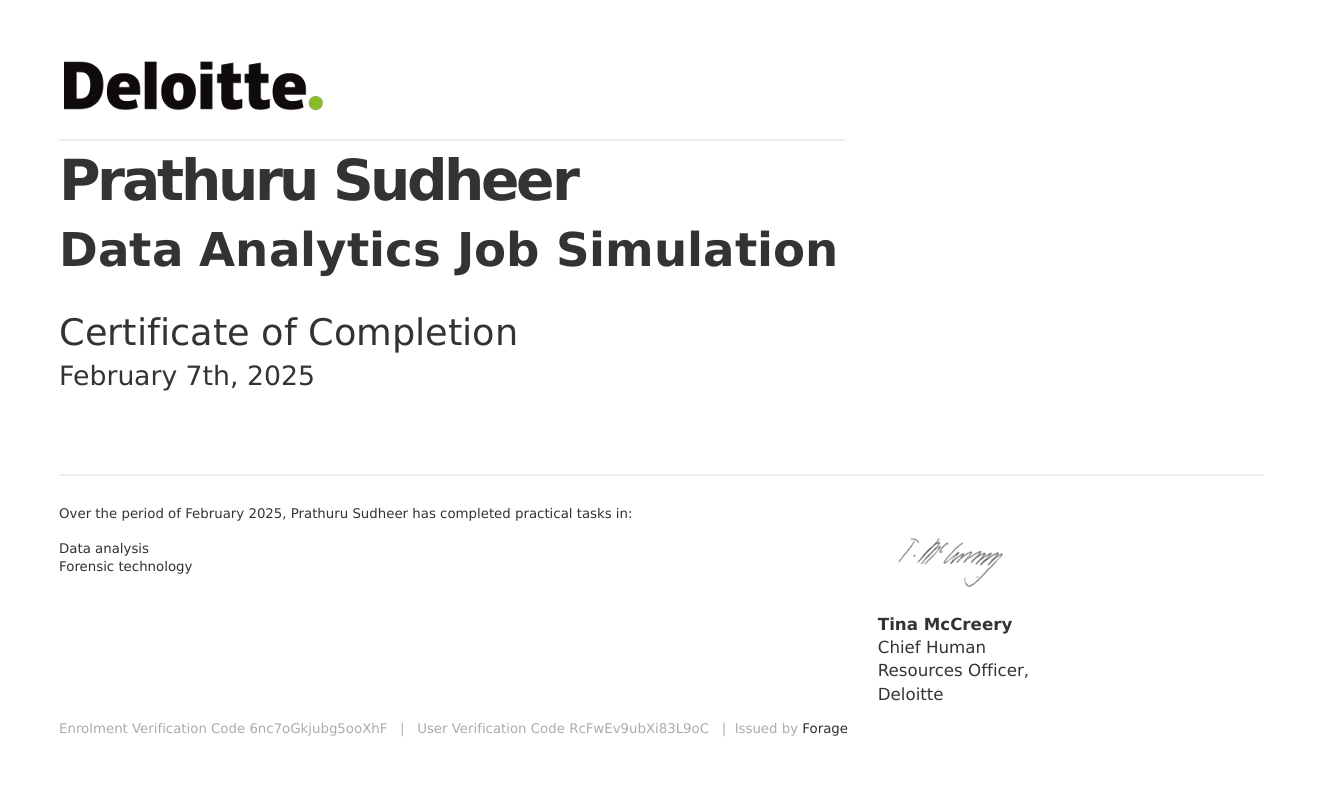 Deloitte.
Prathuru Sudheer
Data Analytics Job Simulation
Certificate of Completion
February 7th, 2025
Over the period of February 2025, Prathuru Sudheer has completed practical tasks in:
Data analysis
Forensic technology
T. McCreery
Tina McCreery
Chief Human
Resources Officer,
Deloitte
Enrolment Verification Code 6nc7oGkjubg5ooXhF | User Verification Code RcFwEv9ubXi83L9oC | Issued by Forage